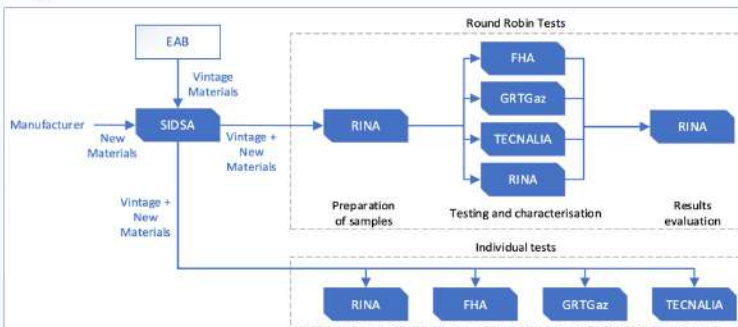 Round Robin Tests
EAB
FHA
Vintage
Materials
GRTGaz
Manufacturer
New
Materials
SIDSA
Vintage +
New
Materials
RINA
TECNALIA
RINA
RINA
Vintage +
New
Materials
Preparation
of samples
Testing and characterisation
Results
evaluation
Individual tests
RINA
FHA
GRTGaz
TECNALIA